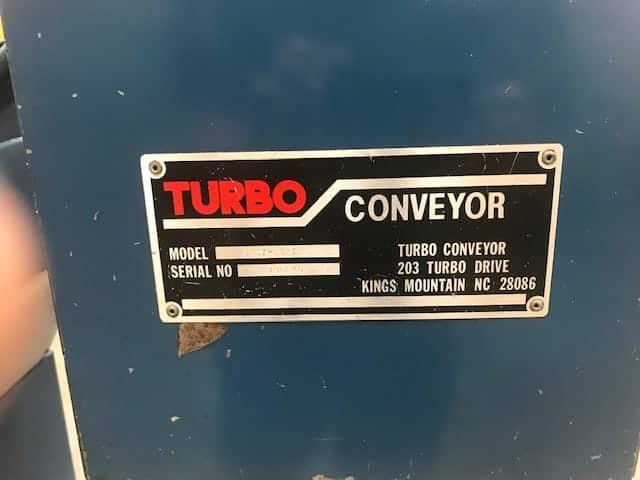 TURBO CONVEYOR
MODEL
SERIAL NO
TURBO CONVEYOR
203 TURBO DRIVE
KINGS MOUNTAIN NC 28086